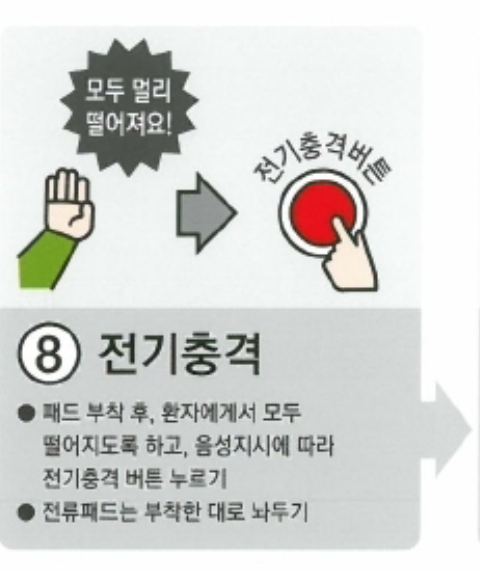 모두 멀리
떨어져요!
전기충격버튼
⑧ 전기충격
● 패드 부착 후, 환자에게서 모두
떨어지도록 하고, 음성지시에 따라
전기충격 버튼 누르기
● 전류패드는 부착한 대로 놔두기